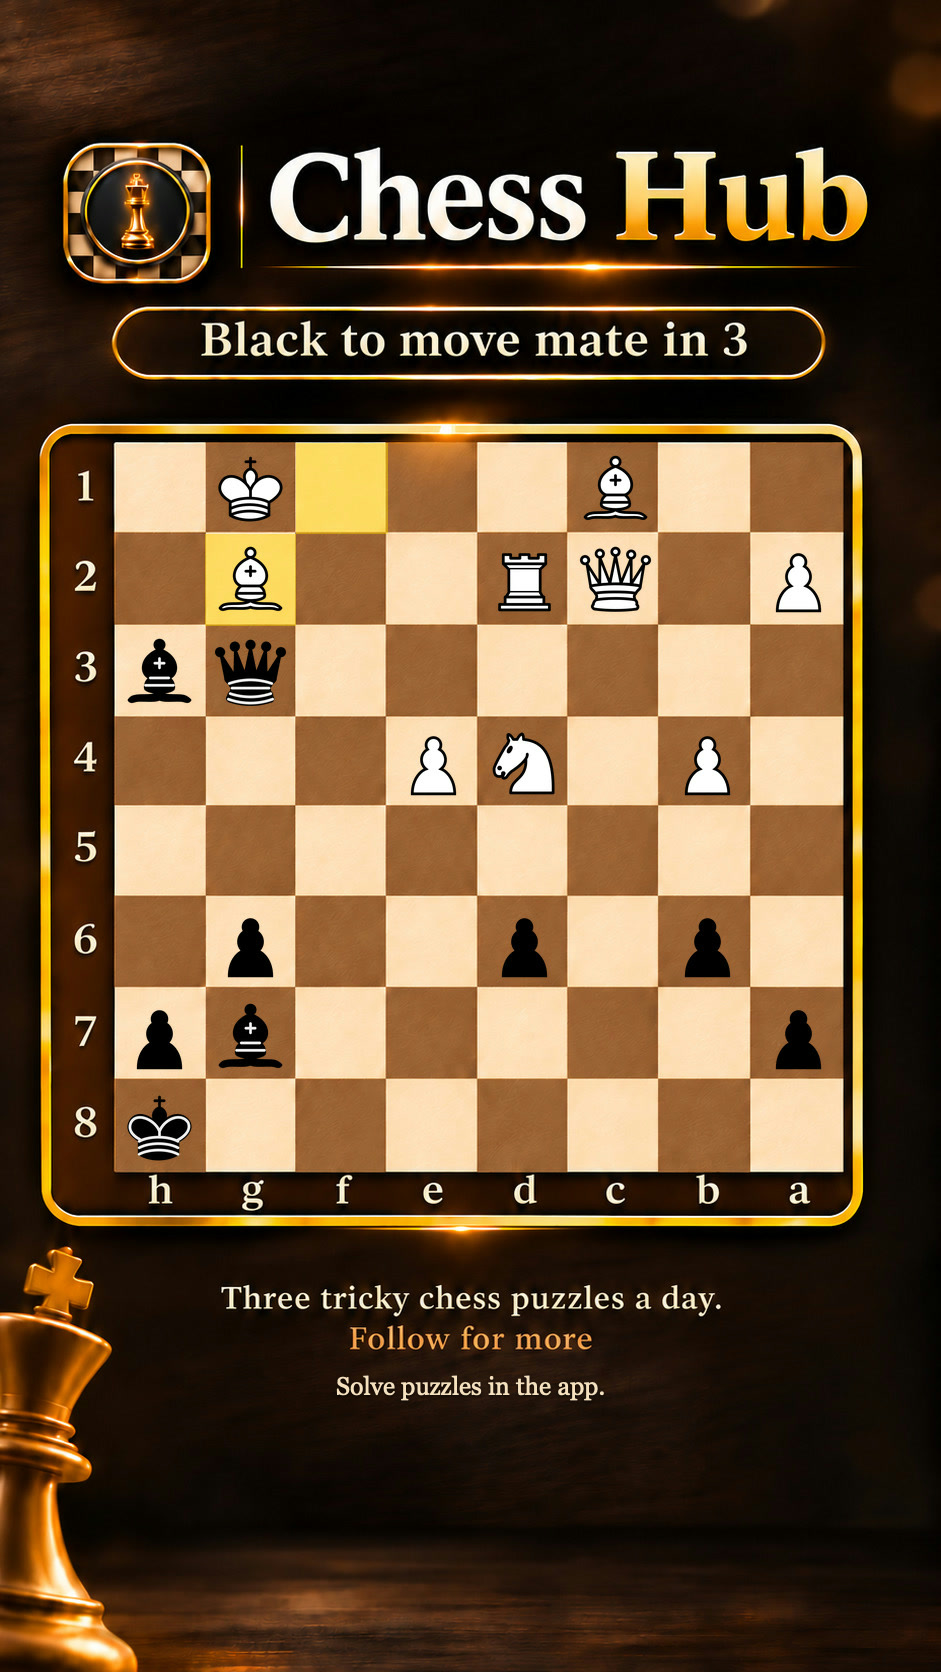 Chess Hub
Black to move mate in 3
1
2
3
4
5
6
7
8
h g f e d c b a
Three tricky chess puzzles a day.
Follow for more
Solve puzzles in the app.